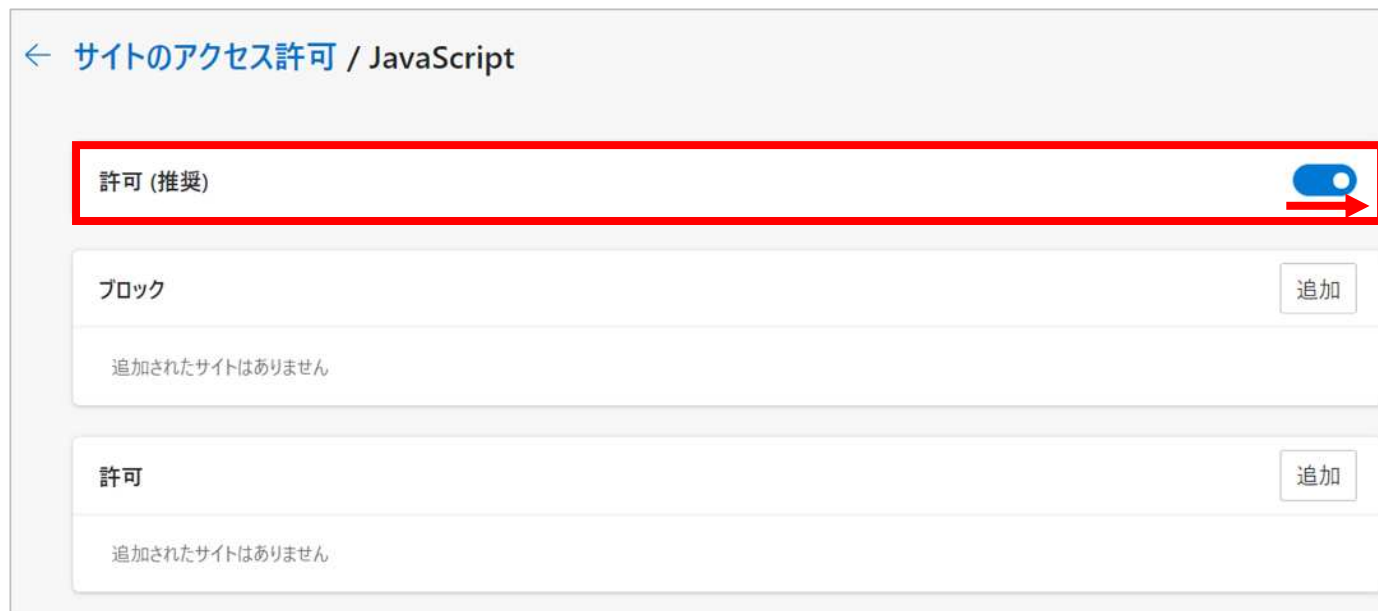 サイトのアクセス許可 / JavaScript
許可 (推奨)
ブロック
追加
追加されたサイトはありません
許可
追加
追加されたサイトはありません